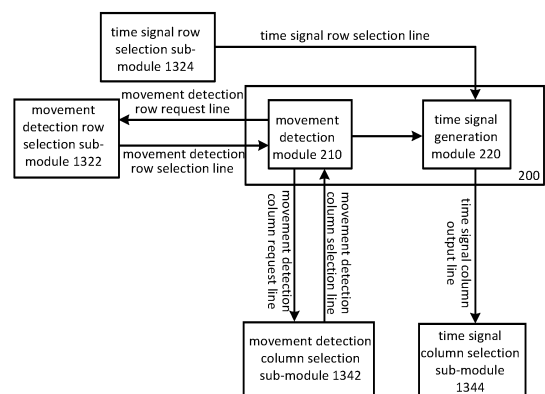 time signal row
selection sub-
module 1324
time signal row selection line
movement detection
row request line
movement
detection row
selection sub-
module 1322
movement detection
row selection line
movement
detection
module 210
time signal
generation
module 220
200
movement detection
column request line
movement detection
column selection line
time signal column
output line
movement detection
column selection
sub-module 1342
time signal
column selection
sub-module
1344